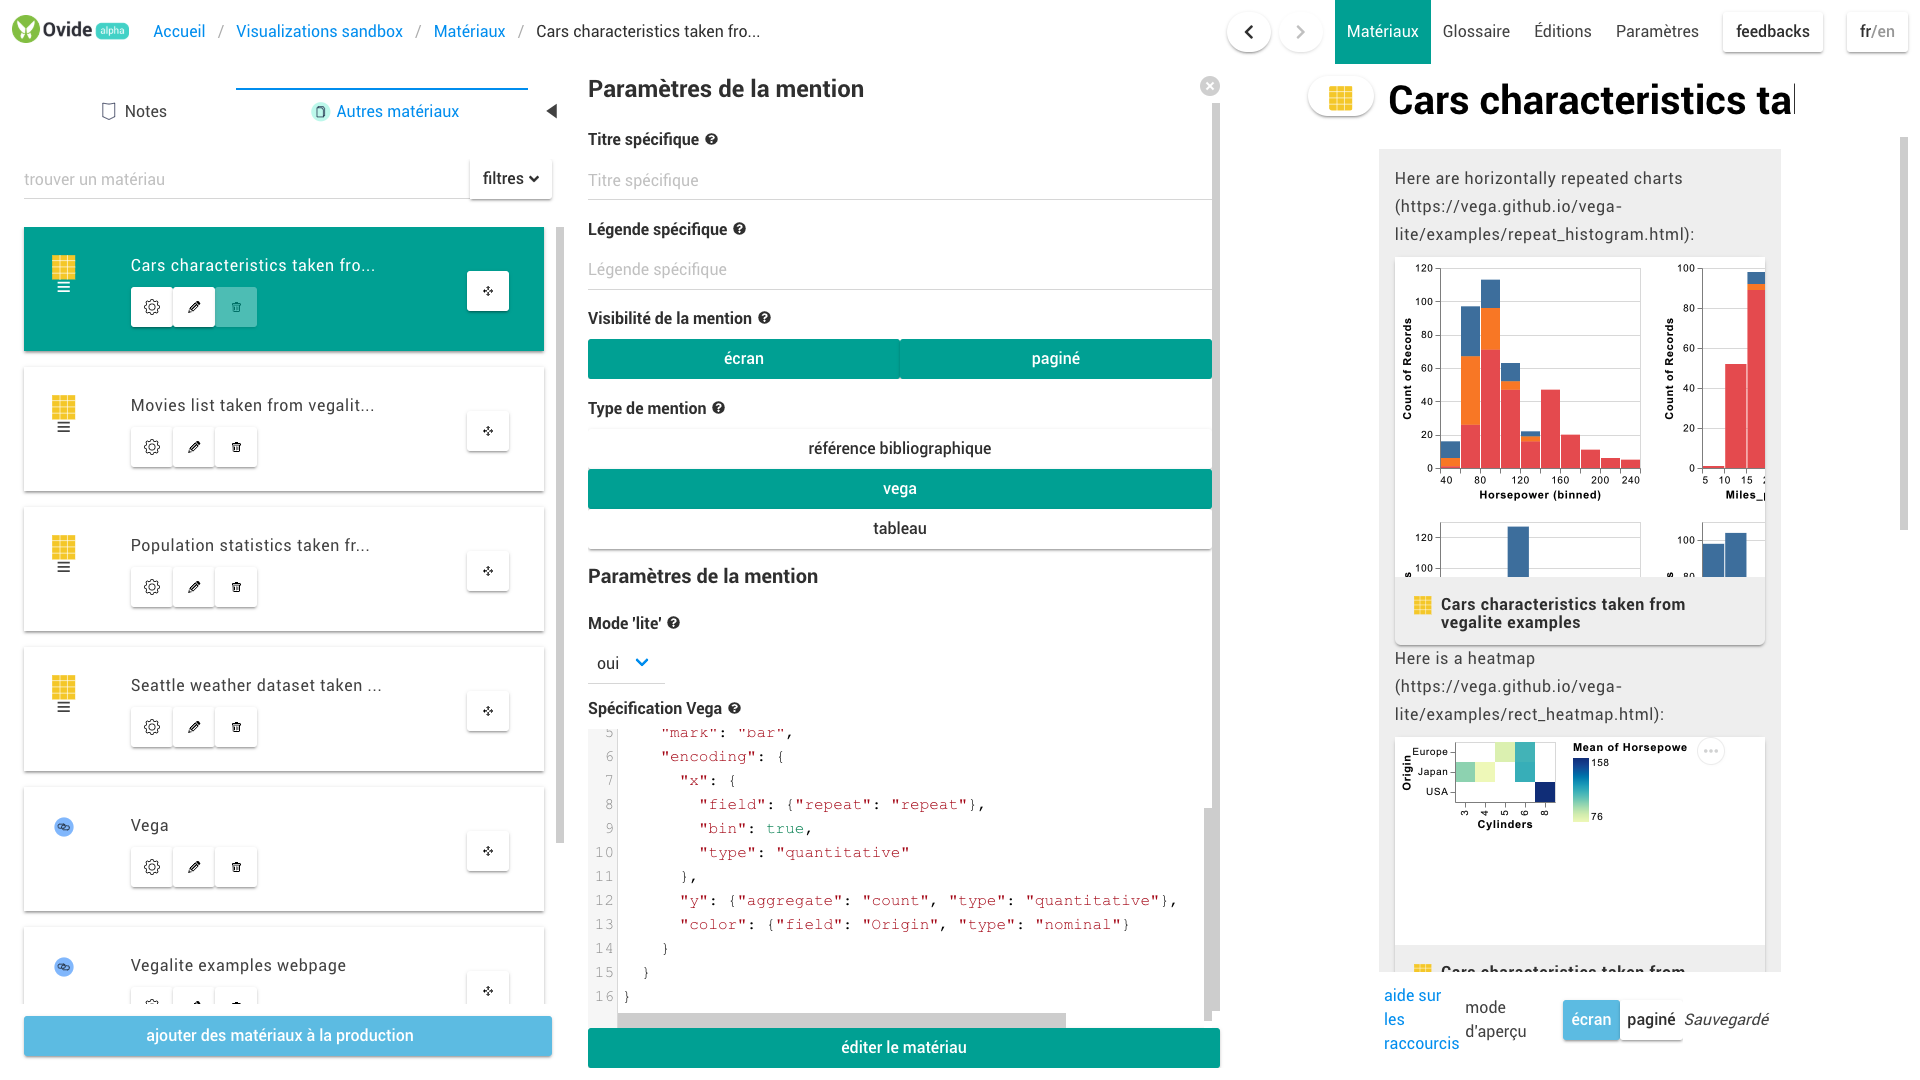 Ovide alpha
Accueil / Visualizations sandbox / Matériaux / Cars characteristics taken fro...
Matériaux Glossaire Éditions Paramètres feedbacks fr/en
Notes Autres matériaux
trouver un matériau filtres
Cars characteristics taken fro...
Movies list taken from vegalit...
Population statistics taken fr...
Seattle weather dataset taken ...
Vega
Vegalite examples webpage
ajouter des matériaux à la production
Paramètres de la mention
Titre spécifique
Titre spécifique
Légende spécifique
Légende spécifique
Visibilité de la mention
écran paginé
Type de mention
référence bibliographique
vega
tableau
Paramètres de la mention
Mode 'lite'
oui
Spécification Vega
5 "mark": "bar",
6 "encoding": {
7 "x": {
8 "field": {"repeat": "repeat"},
9 "bin": true,
10 "type": "quantitative"
11 },
12 "y": {"aggregate": "count", "type": "quantitative"},
13 "color": {"field": "Origin", "type": "nominal"}
14 }
15 }
16 }
éditer le matériau
Cars characteristics ta
Here are horizontally repeated charts
(https://vega.github.io/vega-
lite/examples/repeat_histogram.html):
Count of Records
120
100
80
60
40
20
0
40 80 120 160 200 240
Horsepower (binned)
Count of Records
100
80
60
40
20
0
5 10 15
Miles_
120
100
100
80
Cars characteristics taken from
vegalite examples
Here is a heatmap
(https://vega.github.io/vega-
lite/examples/rect_heatmap.html):
Origin
Europe
Japan
USA
3 4 5 6 8
Cylinders
Mean of Horsepowe
158
76
Cars characteristics taken from
aide sur
les
raccourcis
mode
d'aperçu
écran paginé Sauvegardé